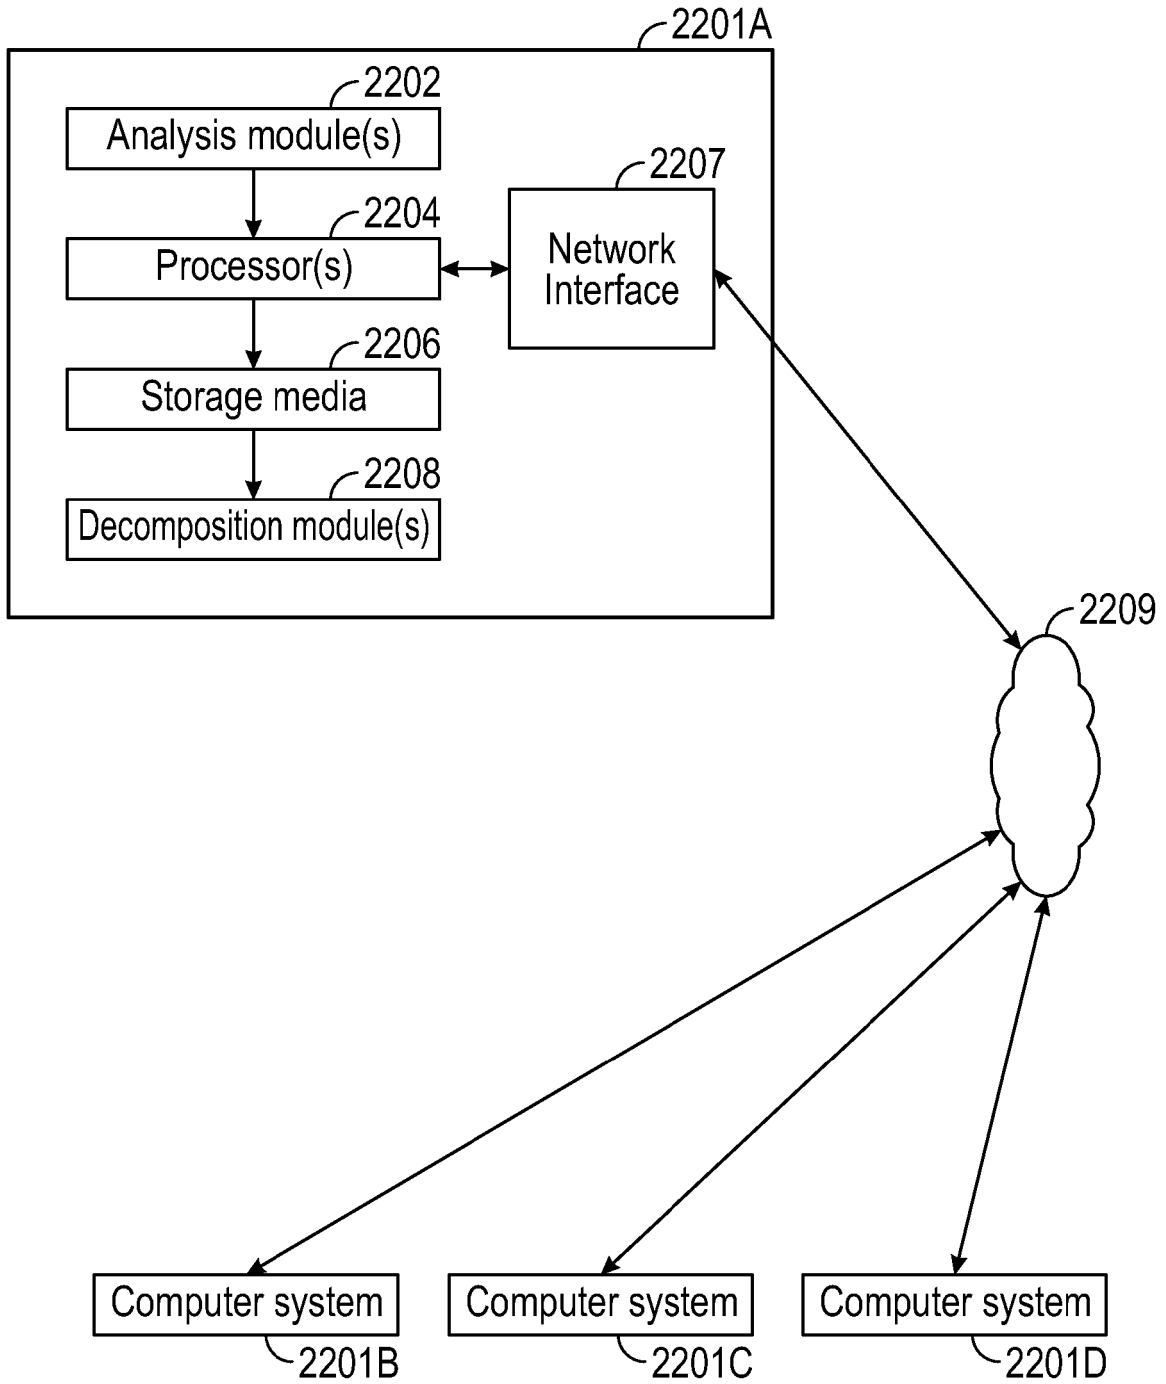 2201A
2202
Analysis module(s)
2207
2204
Processor(s)
Network
Interface
2206
Storage media
2208
Decomposition module(s)
2209
Computer system
Computer system
Computer system
2201B
2201C
2201D